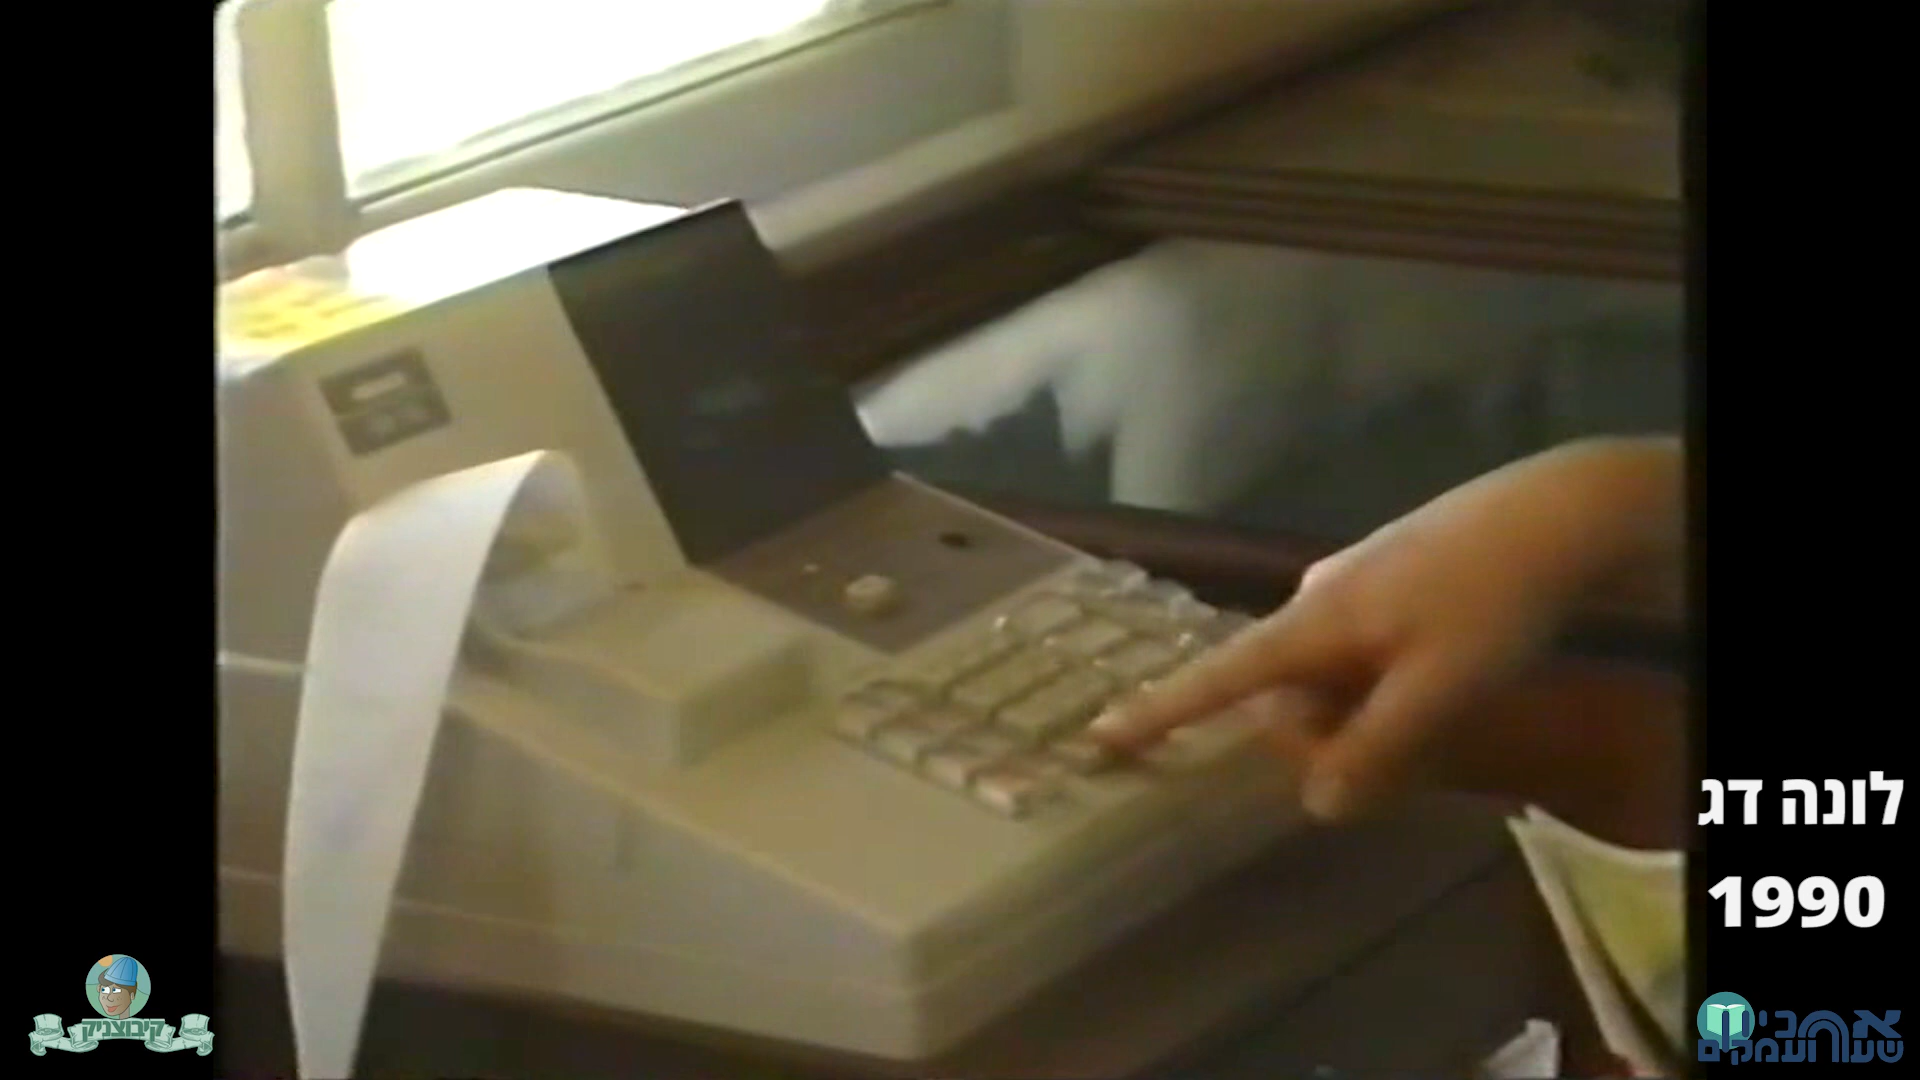 לונה דג
1990
קיבוצניק
ארכיון
שער העמקים